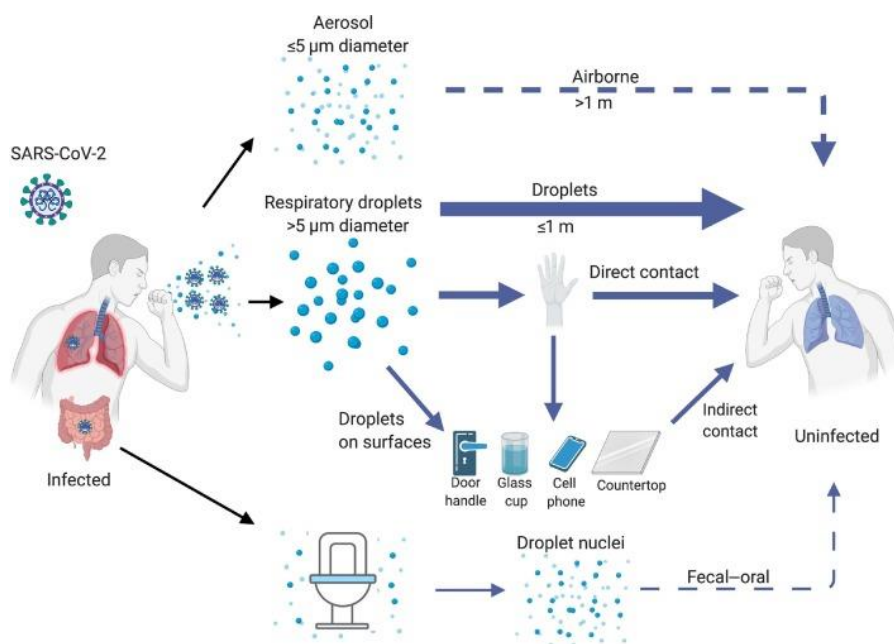 Aerosol
≤5 μm diameter
Airborne
>1 m
SARS-CoV-2
Respiratory droplets
>5 μm diameter
Droplets
≤1 m
Direct contact
Droplets
on surfaces
Indirect
contact
Door
handle
Glass
cup
Cell
phone
Countertop
Infected
Uninfected
Droplet nuclei
Fecal–oral